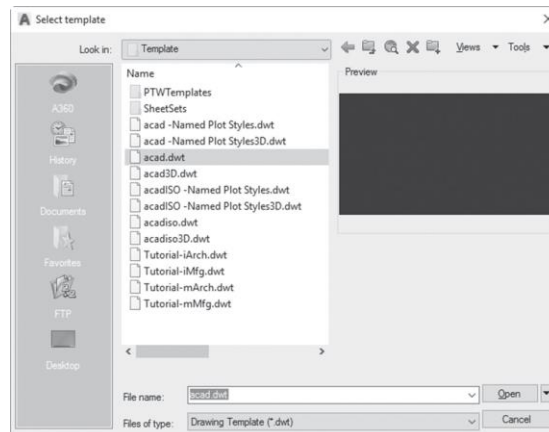 Select template
Look in: Template Views Tools
A360
History
Documents
Favorites
FTP
Desktop
Name
PTWTemplates
SheetSets
acad -Named Plot Styles.dwt
acad -Named Plot Styles3D.dwt
acad.dwt
acad3D.dwt
acadISO -Named Plot Styles.dwt
acadISO -Named Plot Styles3D.dwt
acadiso.dwt
acadiso3D.dwt
Tutorial-iArch.dwt
Tutorial-iMfg.dwt
Tutorial-mArch.dwt
Tutorial-mMfg.dwt
Preview
File name: acad.dwt Open
Files of type: Drawing Template (*.dwt) Cancel